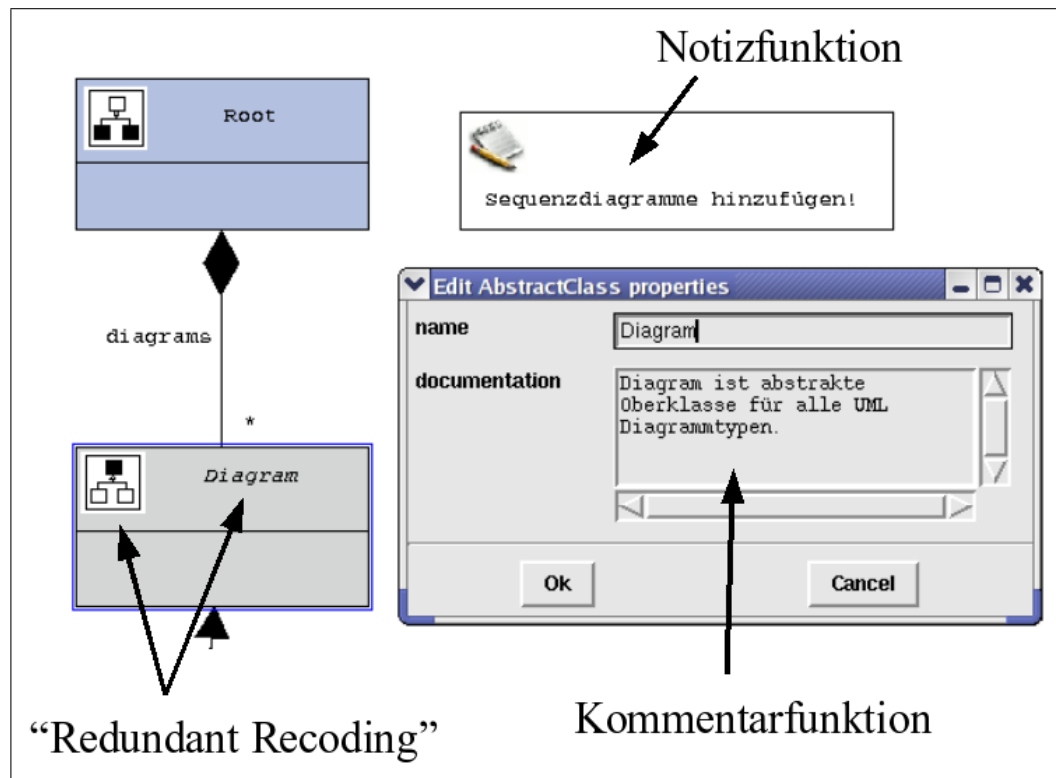 Notizfunktion
Root
Sequenzdiagramme hinzufügen!
Edit AbstractClass properties
name
Diagram
documentation
Diagram ist abstrakte
Oberklasse für alle UML
Diagrammtypen.
diagrams
*
Diagram
Ok
Cancel
“Redundant Recoding”
Kommentarfunktion